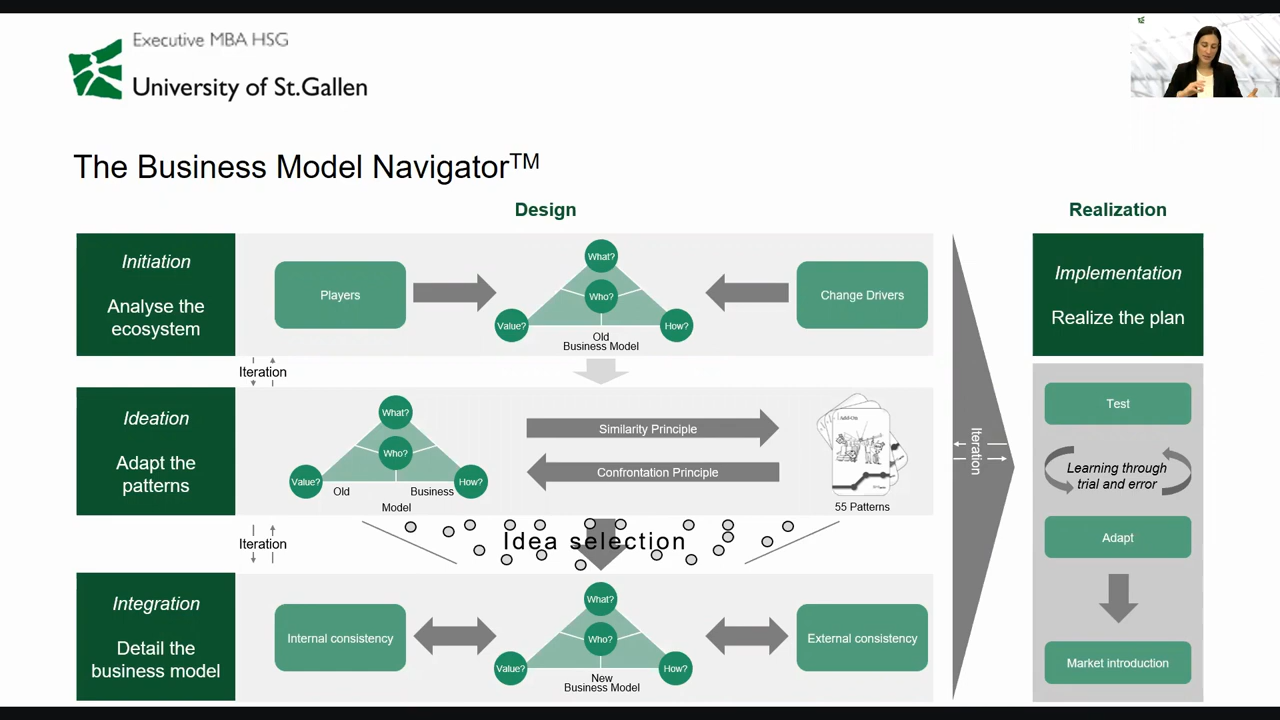 Executive MBA HSG
University of St.Gallen
The Business Model Navigator™
Design
Realization
Initiation
Analyse the
ecosystem
Players
What?
Who?
Value?
How?
Old
Business Model
Change Drivers
Implementation
Realize the plan
Iteration
Ideation
Adapt the
patterns
What?
Who?
Value?
How?
Old
Business
Model
Similarity Principle
Confrontation Principle
Add-On
55 Patterns
Iteration
Test
Learning through
trial and error
Adapt
Market introduction
Iteration
Idea selection
Integration
Detail the
business model
Internal consistency
What?
Who?
Value?
How?
New
Business Model
External consistency